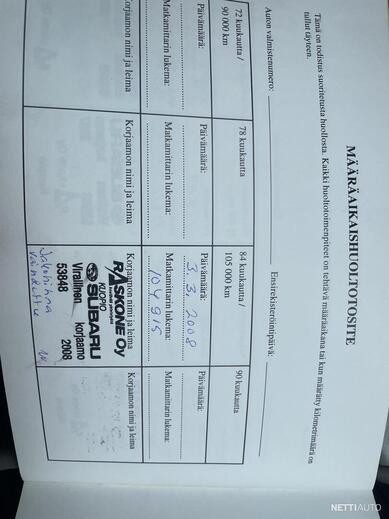 MÄÄRÄAIKAISHUOLTOTOSITE
Tämä on todistus suoritetusta huollosta. Kaikki huoltotoimenpiteet on tehtävä määräaikana tai kun määrätty kilometrimäärä on
tullut täyteen.
Auton valmistenumero:
Ensirekisteröintipäivä:
72 kuukautta /
90 000 km
Päivämäärä:
Matkamittarin lukema:
Korjaamon nimi ja leima
78 kuukautta
Päivämäärä:
Matkamittarin lukema:
Korjaamon nimi ja leima
84 kuukautta /
105 000 km
Päivämäärä:
3.3.2008
Matkamittarin lukema:
104 915
Korjaamon nimi ja leima
RASKONE Oy
KUOPIO
SUBARU
Virallinen korjaamo
53848 2008
Jakohihna
90 kuukautta
Päivämäärä:
Matkamittarin lukema:
Korjaamon nimi ja leima
NETTIAUTO